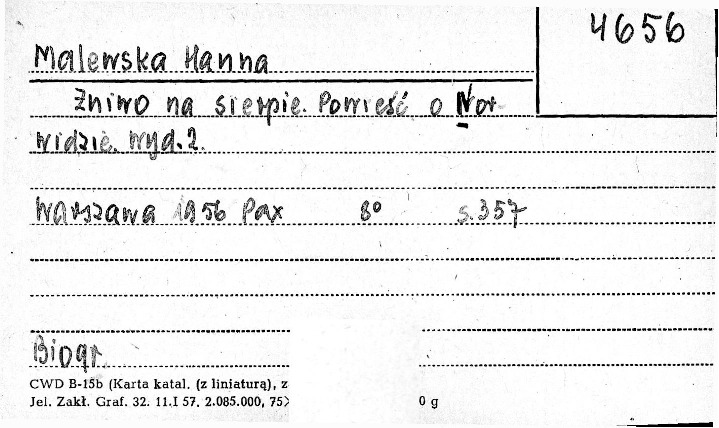 4656
Malewska Hanna
Żniwo na sierpie. Powieść o Nor-
widzie. Wyd. 2.
Warszawa 1956 Pax 8° s. 357
Biogr.
CWD B-15b (Karta katal. (z liniaturą), z
Jel. Zakł. Graf. 32. 11.I 57. 2.085.000, 75X 0 g